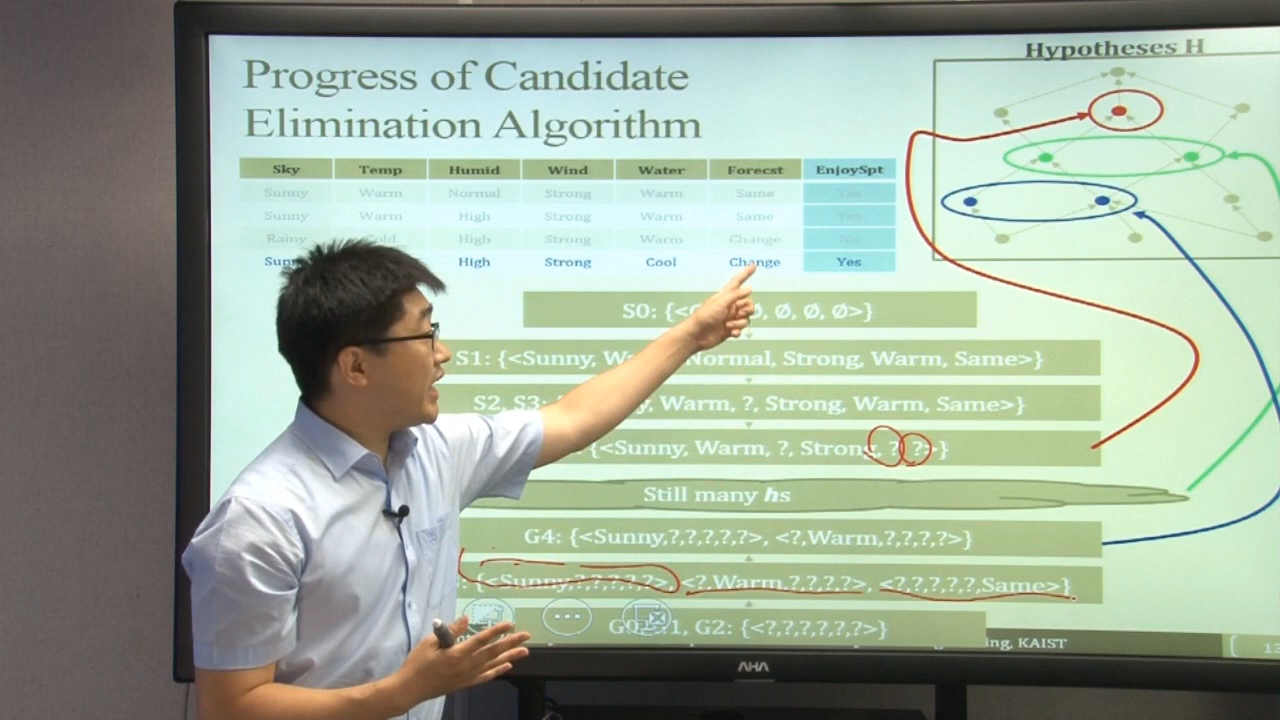 Hypotheses H
Progress of Candidate
Elimination Algorithm
Sky Temp Humid Wind Water Forecst EnjoySpt
Sunny Warm Normal Strong Warm Same Yes
Sunny Warm High Strong Warm Same Yes
Rainy Cold High Strong Warm Change No
High Strong Cool Change Yes
S0: {< Ø, Ø, Ø, Ø>}
S1: {<Sunny, Normal, Strong, Warm, Same>}
S2, S3: Warm, ?, Strong, Warm, Same>}
{<Sunny, Warm, ?, Strong, ?, ?>}
Still many hs
G4: {<Sunny,?,?,?,?,?>, <?,Warm,?,?,?,?>}
{<Sunny,?,?,?,?,?>, <?,Warm,?,?,?,?>, <?,?,?,?,?,Same>}
G2: {<?,?,?,?,?,?>}
KAIST
13
AHA